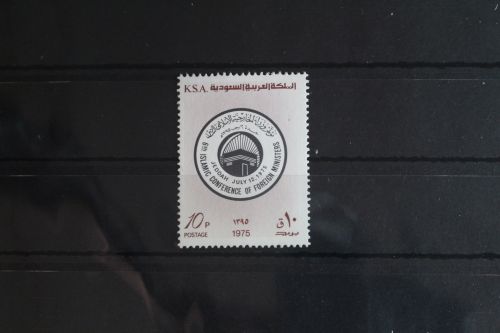 K.S.A. المملكة العربية السعودية
6th ISLAMIC CONFERENCE OF FOREIGN MINISTERS
JEDDAH JULY 12, 1975
10 P ١٠ ق
POSTAGE ١٣٩٥ بريد
1975